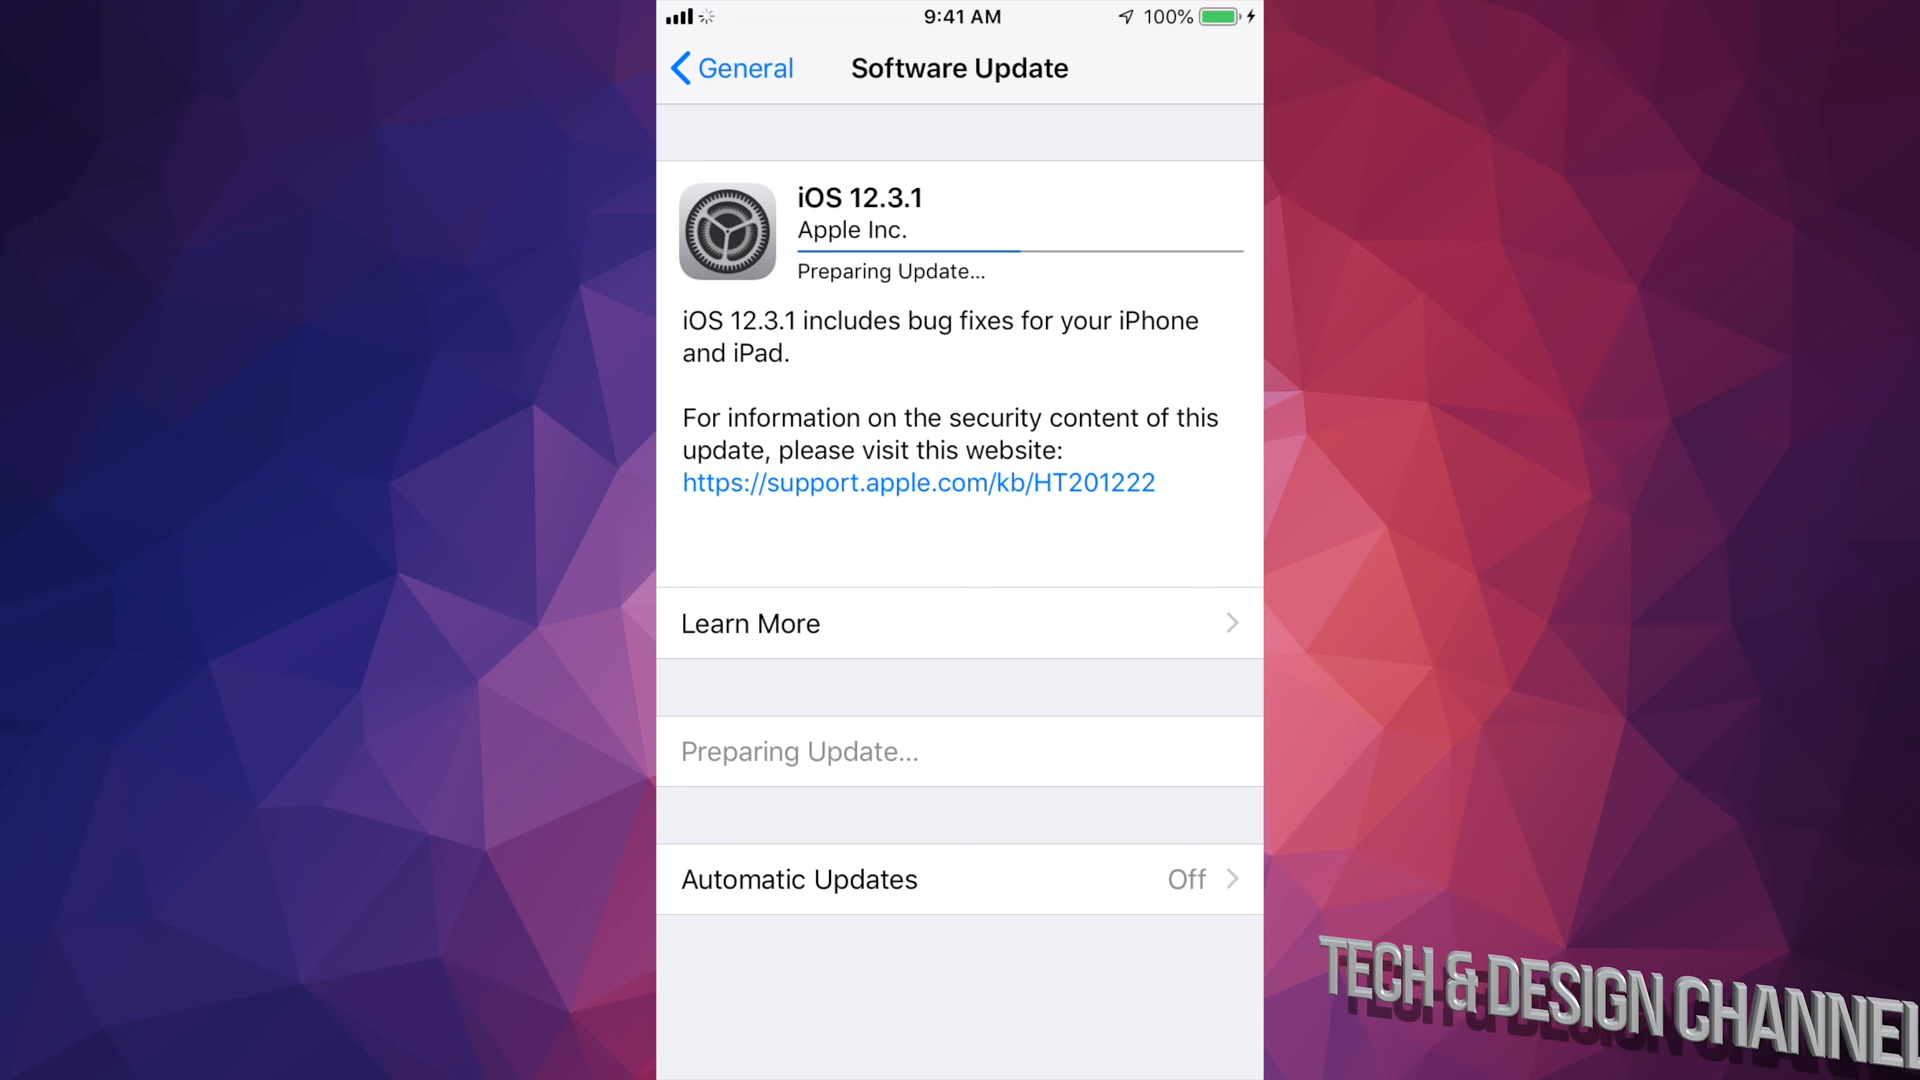 9:41 AM
100%
General
Software Update
iOS 12.3.1
Apple Inc.
Preparing Update...
iOS 12.3.1 includes bug fixes for your iPhone
and iPad.
For information on the security content of this
update, please visit this website:
https://support.apple.com/kb/HT201222
Learn More
Preparing Update...
Automatic Updates
Off
TECH & DESIGN CHANNEL